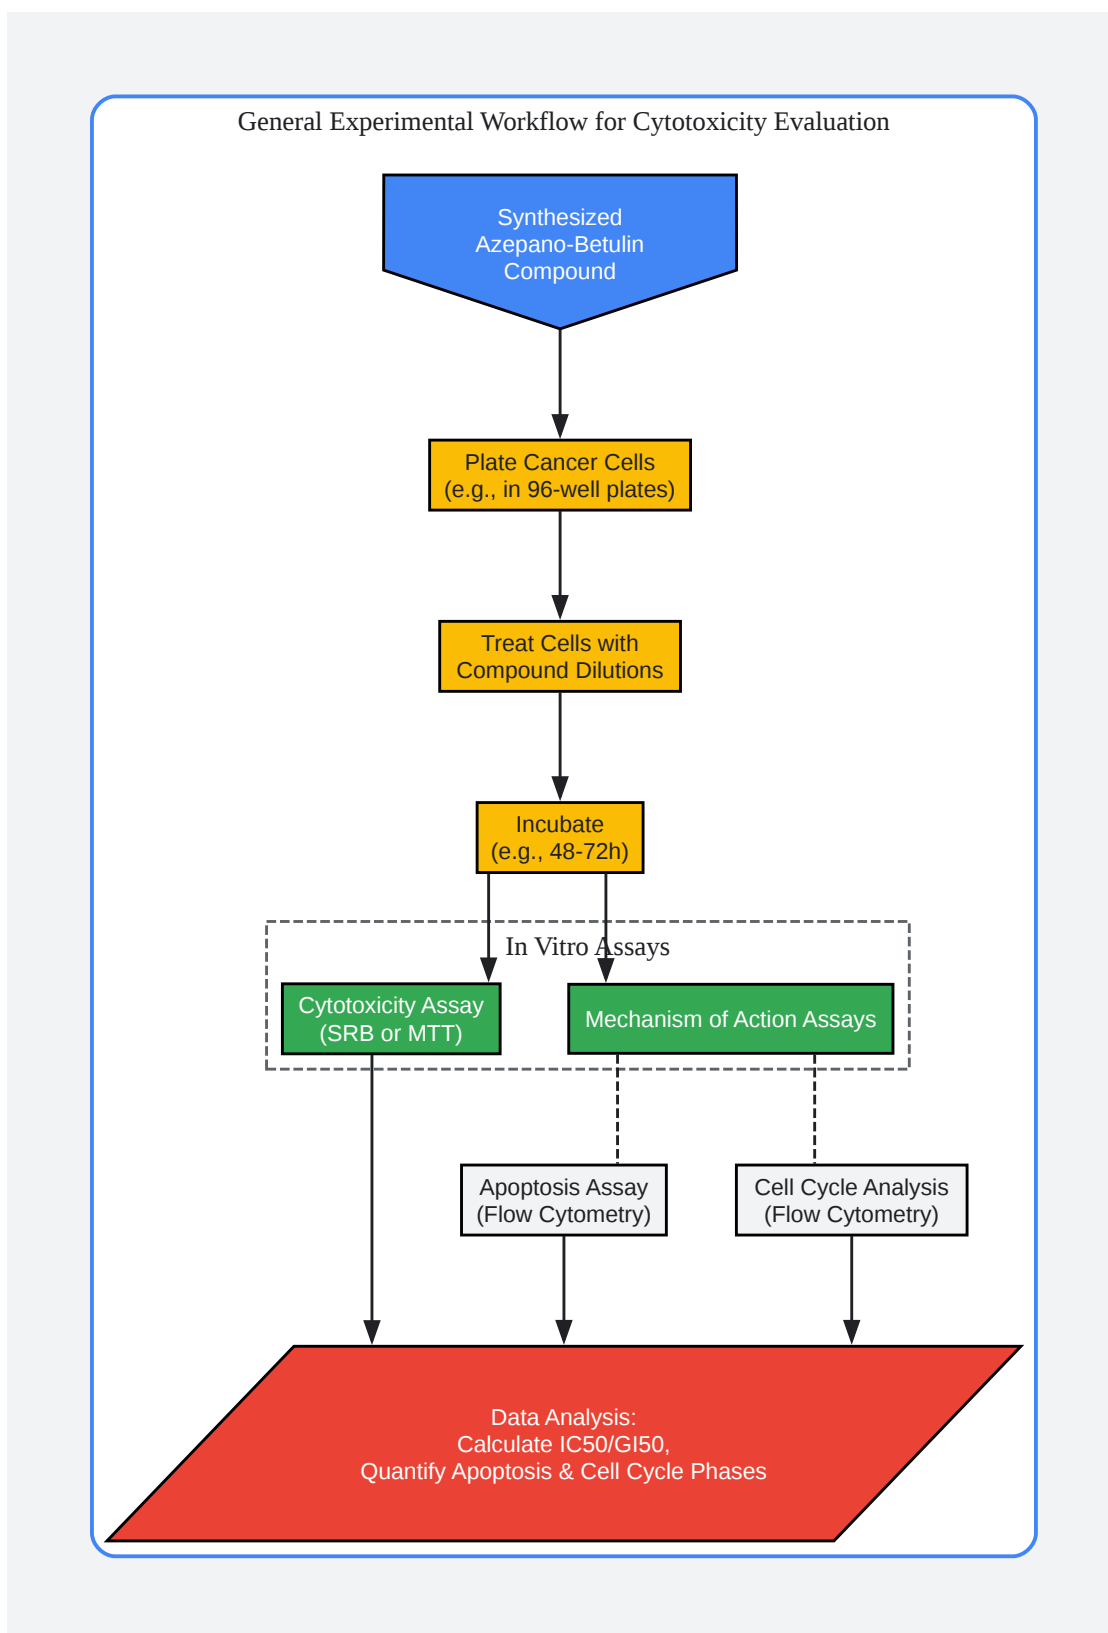 General Experimental Workflow for Cytotoxicity Evaluation
Synthesized
Azepano-Betulin
Compound
Plate Cancer Cells
(e.g., in 96-well plates)
Treat Cells with
Compound Dilutions
Incubate
(e.g., 48-72h)
In Vitro Assays
Cytotoxicity Assay
(SRB or MTT)
Mechanism of Action Assays
Apoptosis Assay
(Flow Cytometry)
Cell Cycle Analysis
(Flow Cytometry)
Data Analysis:
Calculate IC50/GI50,
Quantify Apoptosis & Cell Cycle Phases